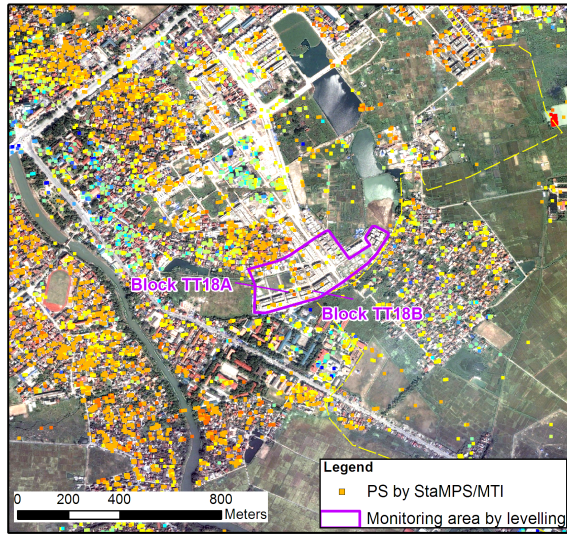 Block TT18A
Block TT18B
Legend
PS by StaMPS/MTI
Monitoring area by levelling
0 200 400 800
Meters